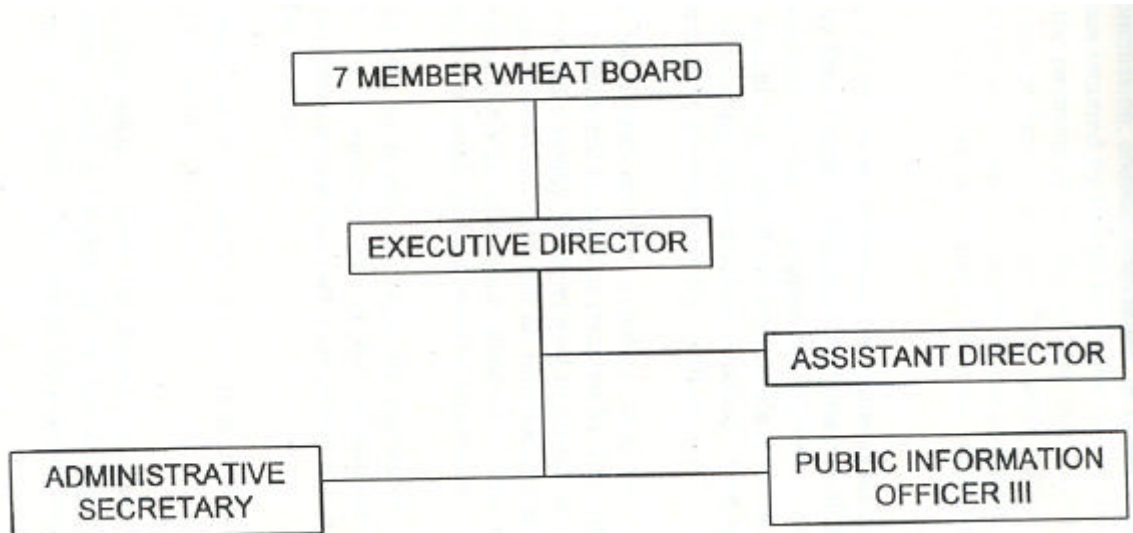 7 MEMBER WHEAT BOARD
EXECUTIVE DIRECTOR
ASSISTANT DIRECTOR
ADMINISTRATIVE
SECRETARY
PUBLIC INFORMATION
OFFICER III